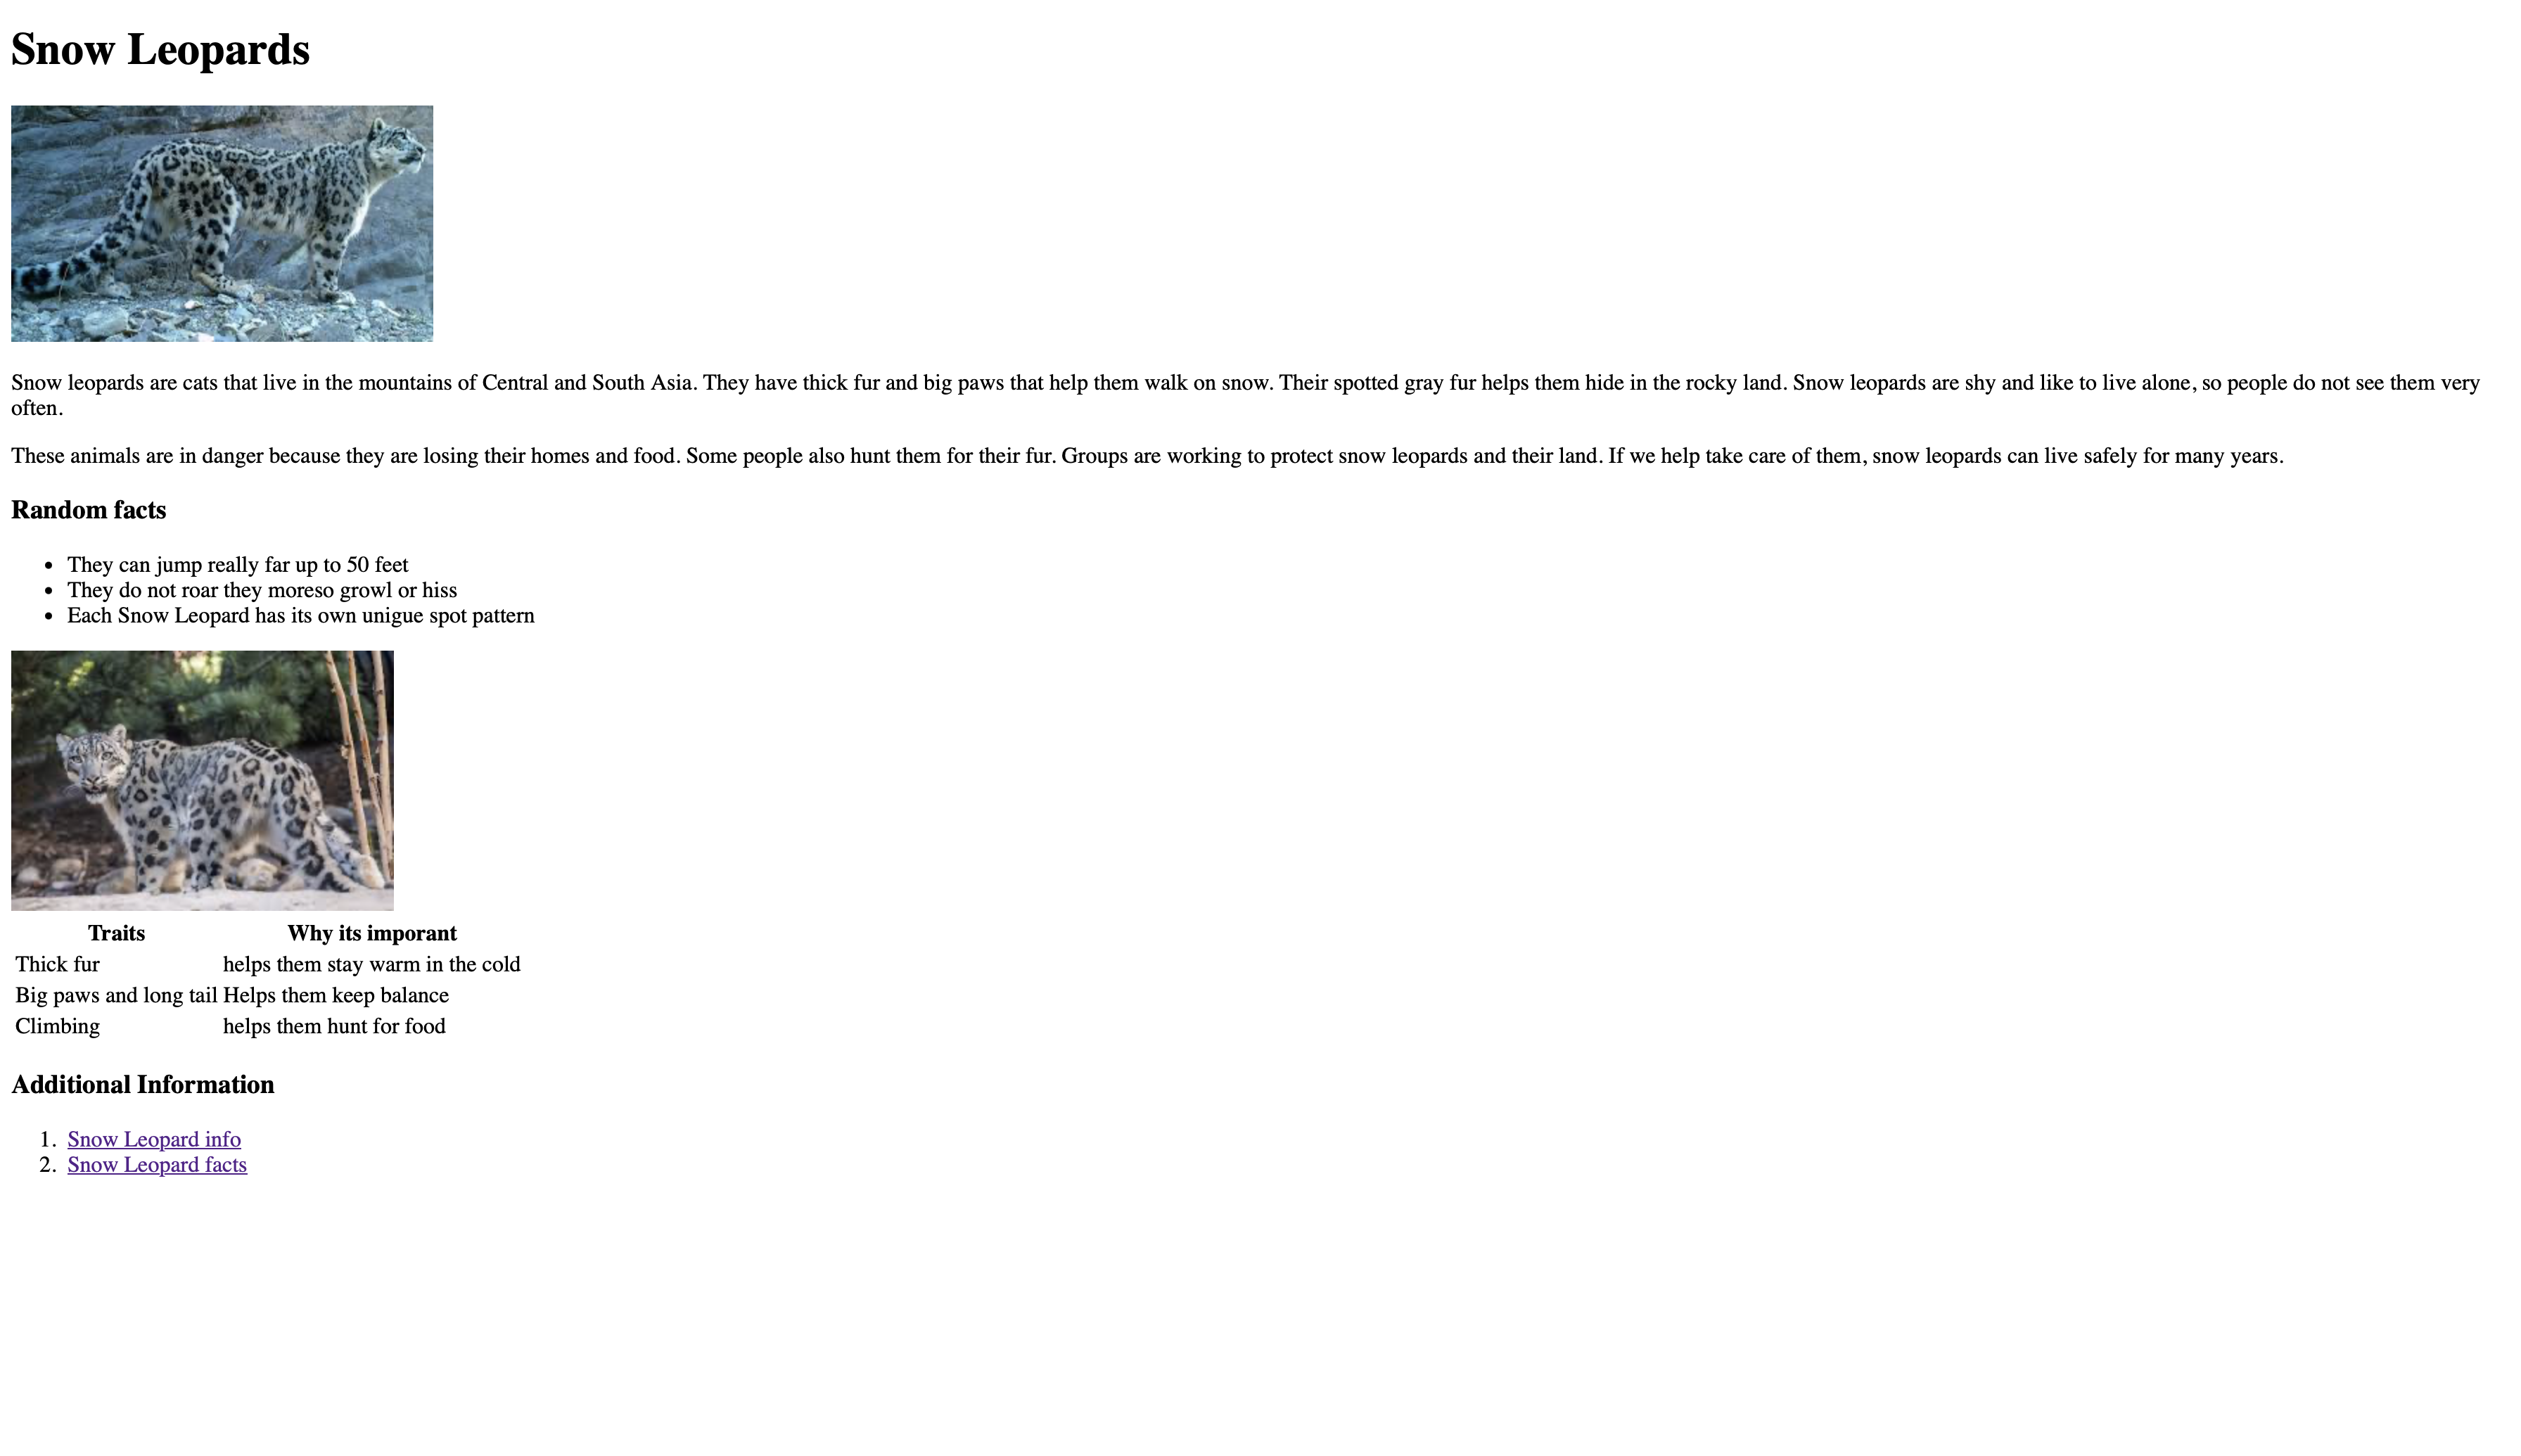 Snow Leopards
Snow leopards are cats that live in the mountains of Central and South Asia. They have thick fur and big paws that help them walk on snow. Their spotted gray fur helps them hide in the rocky land. Snow leopards are shy and like to live alone, so people do not see them very
often.
These animals are in danger because they are losing their homes and food. Some people also hunt them for their fur. Groups are working to protect snow leopards and their land. If we help take care of them, snow leopards can live safely for many years.
Random facts
• They can jump really far up to 50 feet
• They do not roar they moreso growl or hiss
• Each Snow Leopard has its own unigue spot pattern
Traits Why its imporant
Thick fur helps them stay warm in the cold
Big paws and long tail Helps them keep balance
Climbing helps them hunt for food
Additional Information
1. Snow Leopard info
2. Snow Leopard facts